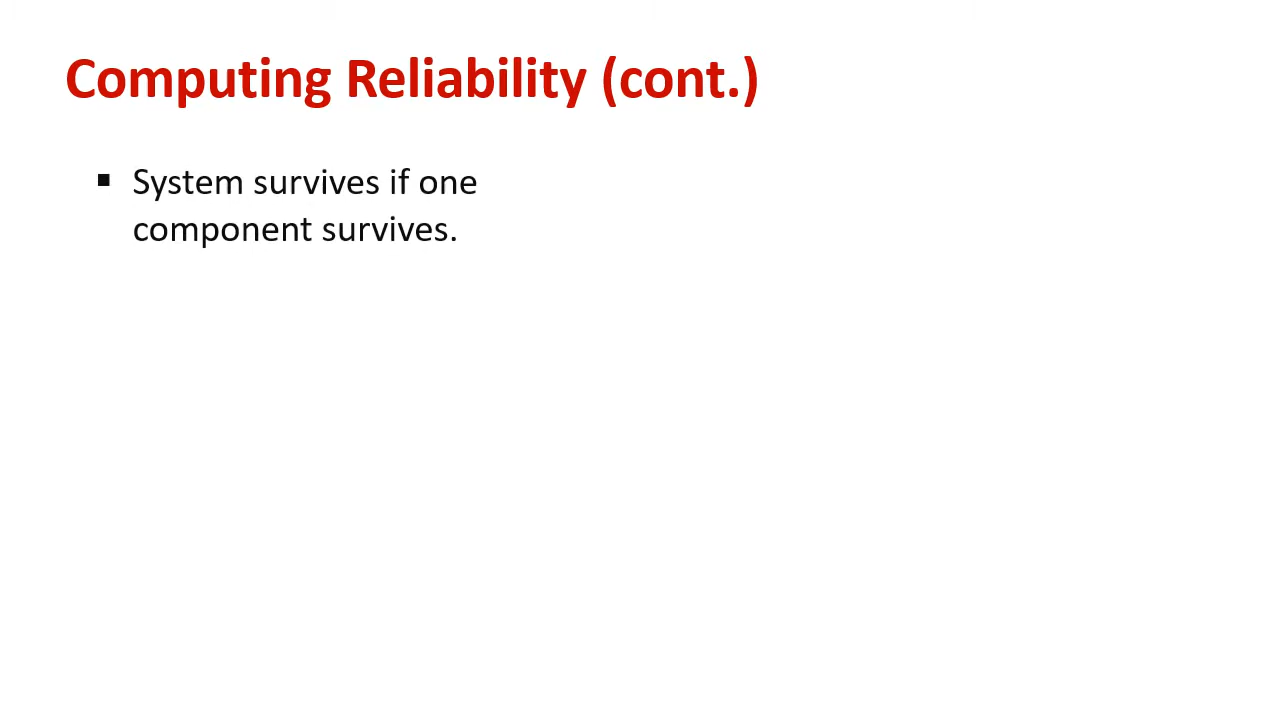 Computing Reliability (cont.)
▪ System survives if one
component survives.